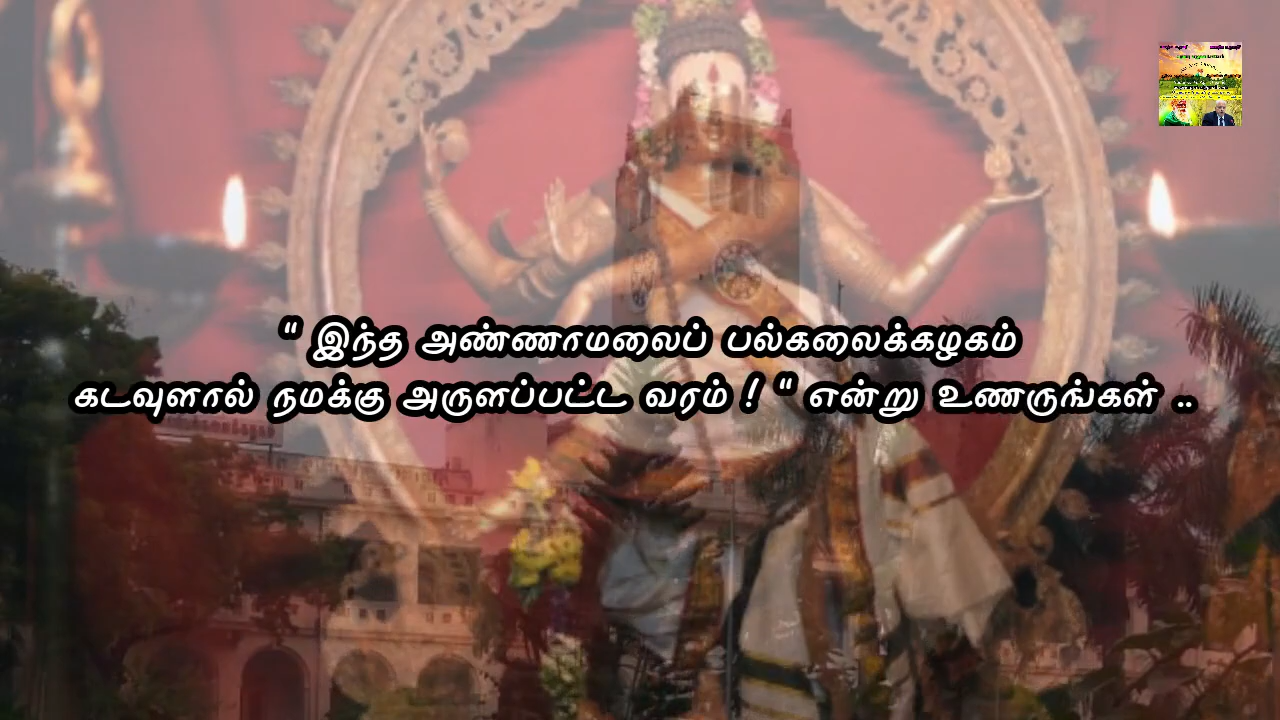 “ இந்த அண்ணாமலைப் பல்கலைக்கழகம்
கடவுளால் நமக்கு அருளப்பட்ட வரம் ! “ என்று உணருங்கள் ..